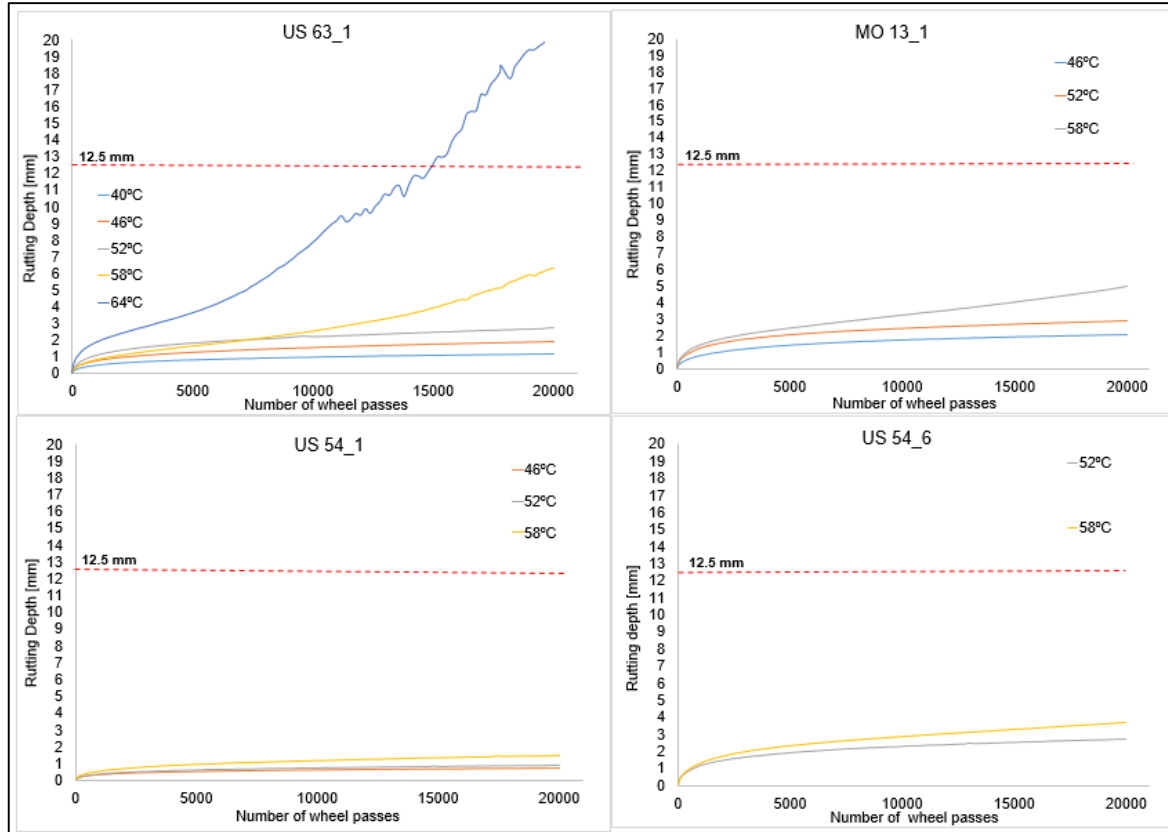 US 63_1
20
19
18
17
16
15
14
13
12
11
10
9
8
7
6
5
4
3
2
1
0
Rutting Depth [mm]
12.5 mm
40ºC
46ºC
52ºC
58ºC
64ºC
0 5000 10000 15000 20000
Number of wheel passes
MO 13_1
20
19
18
17
16
15
14
13
12
11
10
9
8
7
6
5
4
3
2
1
0
Rutting Depth [mm]
46ºC
52ºC
58ºC
12.5 mm
0 5000 10000 15000 20000
Number of wheel passes
US 54_1
20
19
18
17
16
15
14
13
12
11
10
9
8
7
6
5
4
3
2
1
0
Rutting Depth [mm]
46ºC
52ºC
58ºC
12.5 mm
0 5000 10000 15000 20000
Number of wheel passes
US 54_6
20
19
18
17
16
15
14
13
12
11
10
9
8
7
6
5
4
3
2
1
0
Rutting depth [mm]
52ºC
58ºC
12.5 mm
0 5000 10000 15000 20000
Number of wheel passes